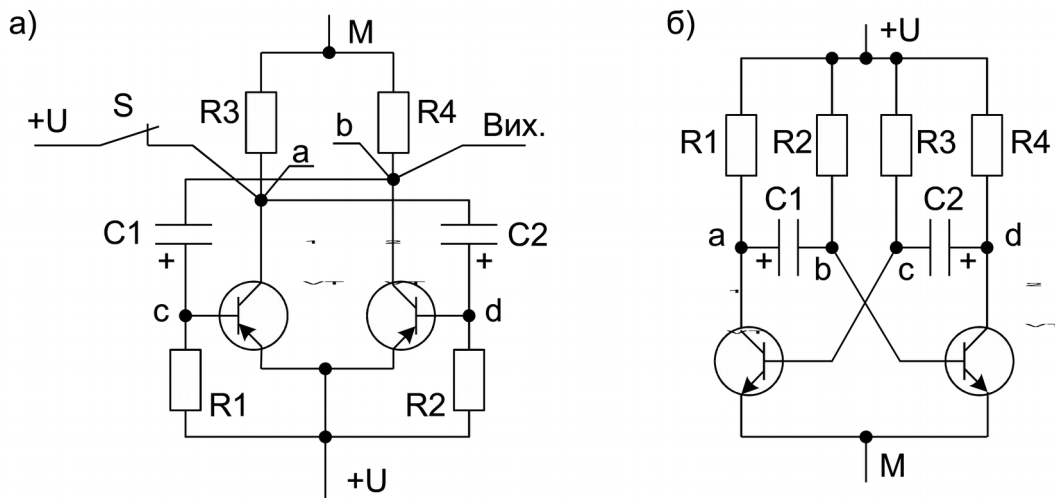 а)
M
R3
R4
+U
S
b
Вих.
a
C1
C2
+
+
c
d
R1
R2
+U
б)
+U
R1
R2
R3
R4
C1
C2
a
+
b
c
+
d
M